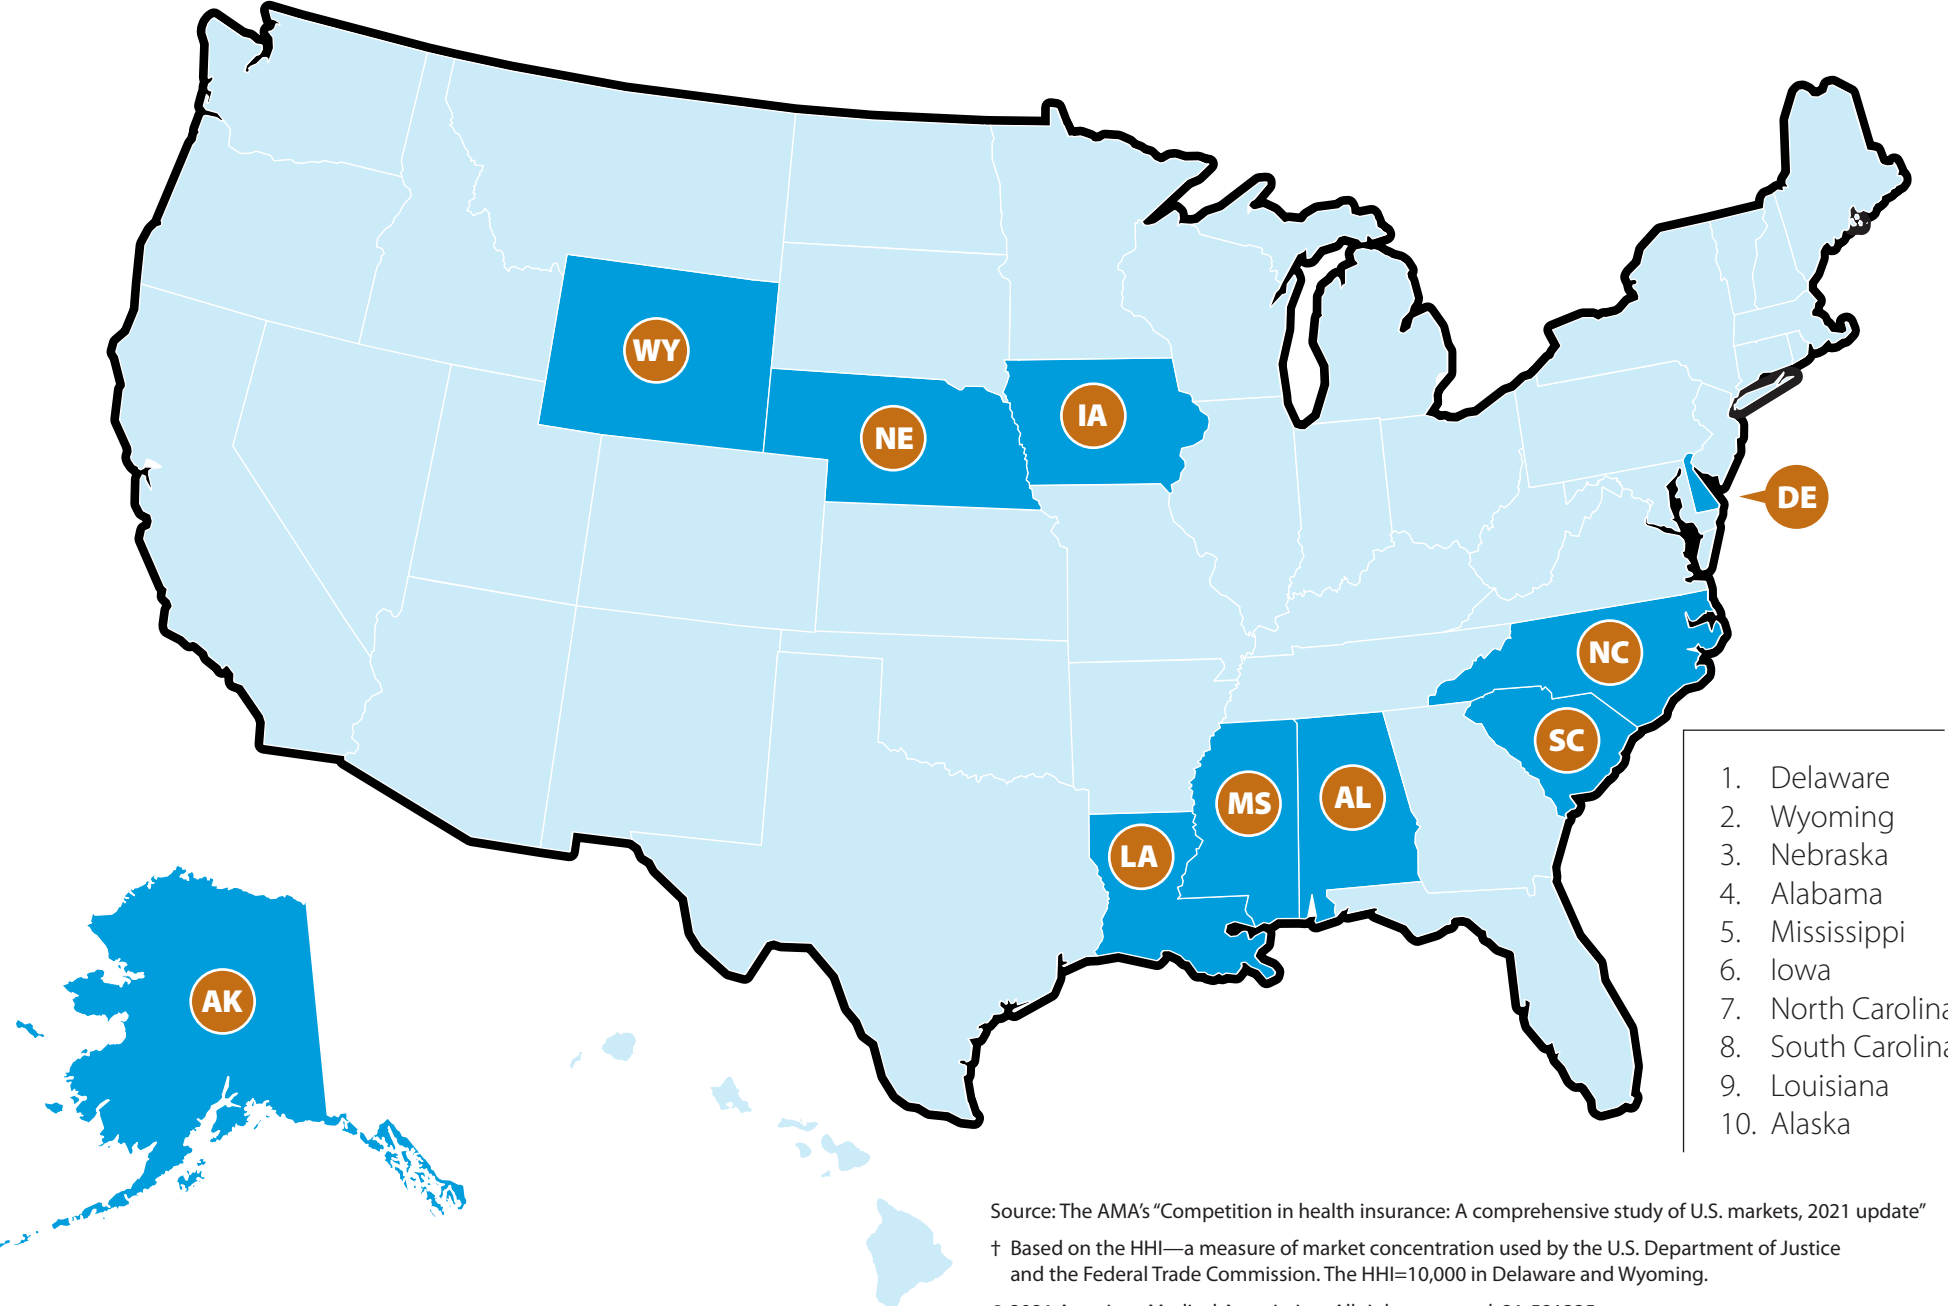 WY
NE
IA
DE
NC
SC
MS
AL
LA
AK
1. Delaware
2. Wyoming
3. Nebraska
4. Alabama
5. Mississippi
6. Iowa
7. North Carolina
8. South Carolina
9. Louisiana
10. Alaska
Source: The AMA's “Competition in health insurance: A comprehensive study of U.S. markets, 2021 update”
† Based on the HHI—a measure of market concentration used by the U.S. Department of Justice
and the Federal Trade Commission. The HHI=10,000 in Delaware and Wyoming.